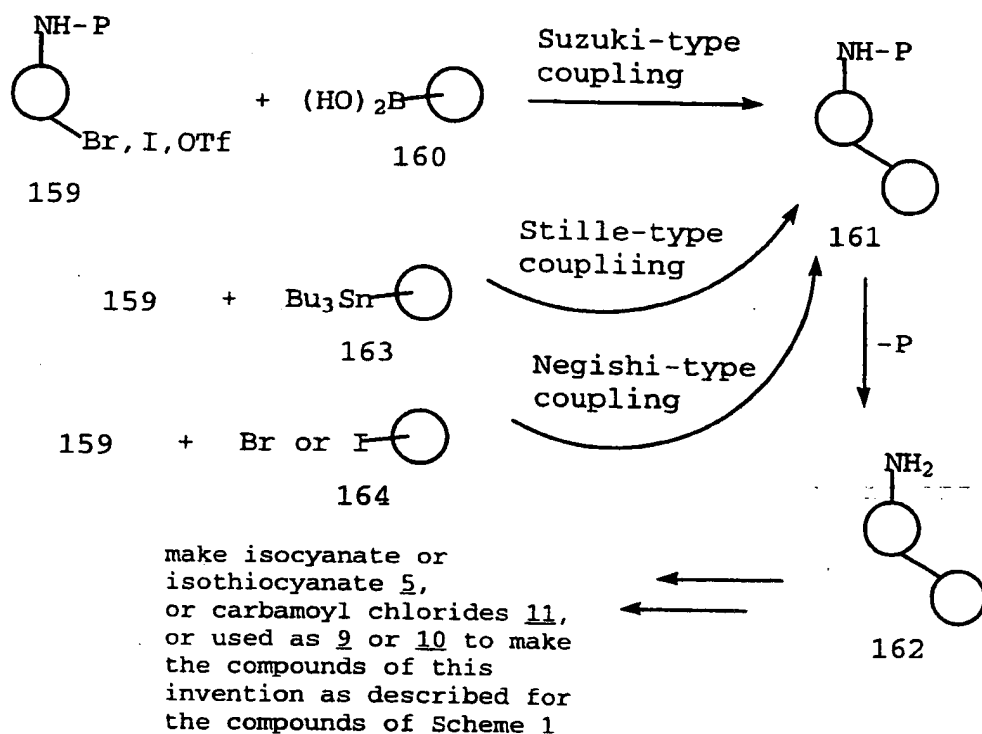 NH-P
+ (HO)₂B
Br,I,OTf
159
160
Suzuki-type
coupling
NH-P
161
159 + Bu₃Sn
163
Stille-type
coupliing
159 + Br or I
164
Negishi-type
coupling
-P
NH₂
162
make isocyanate or
isothiocyanate 5,
or carbamoyl chlorides 11,
or used as 9 or 10 to make
the compounds of this
invention as described for
the compounds of Scheme 1